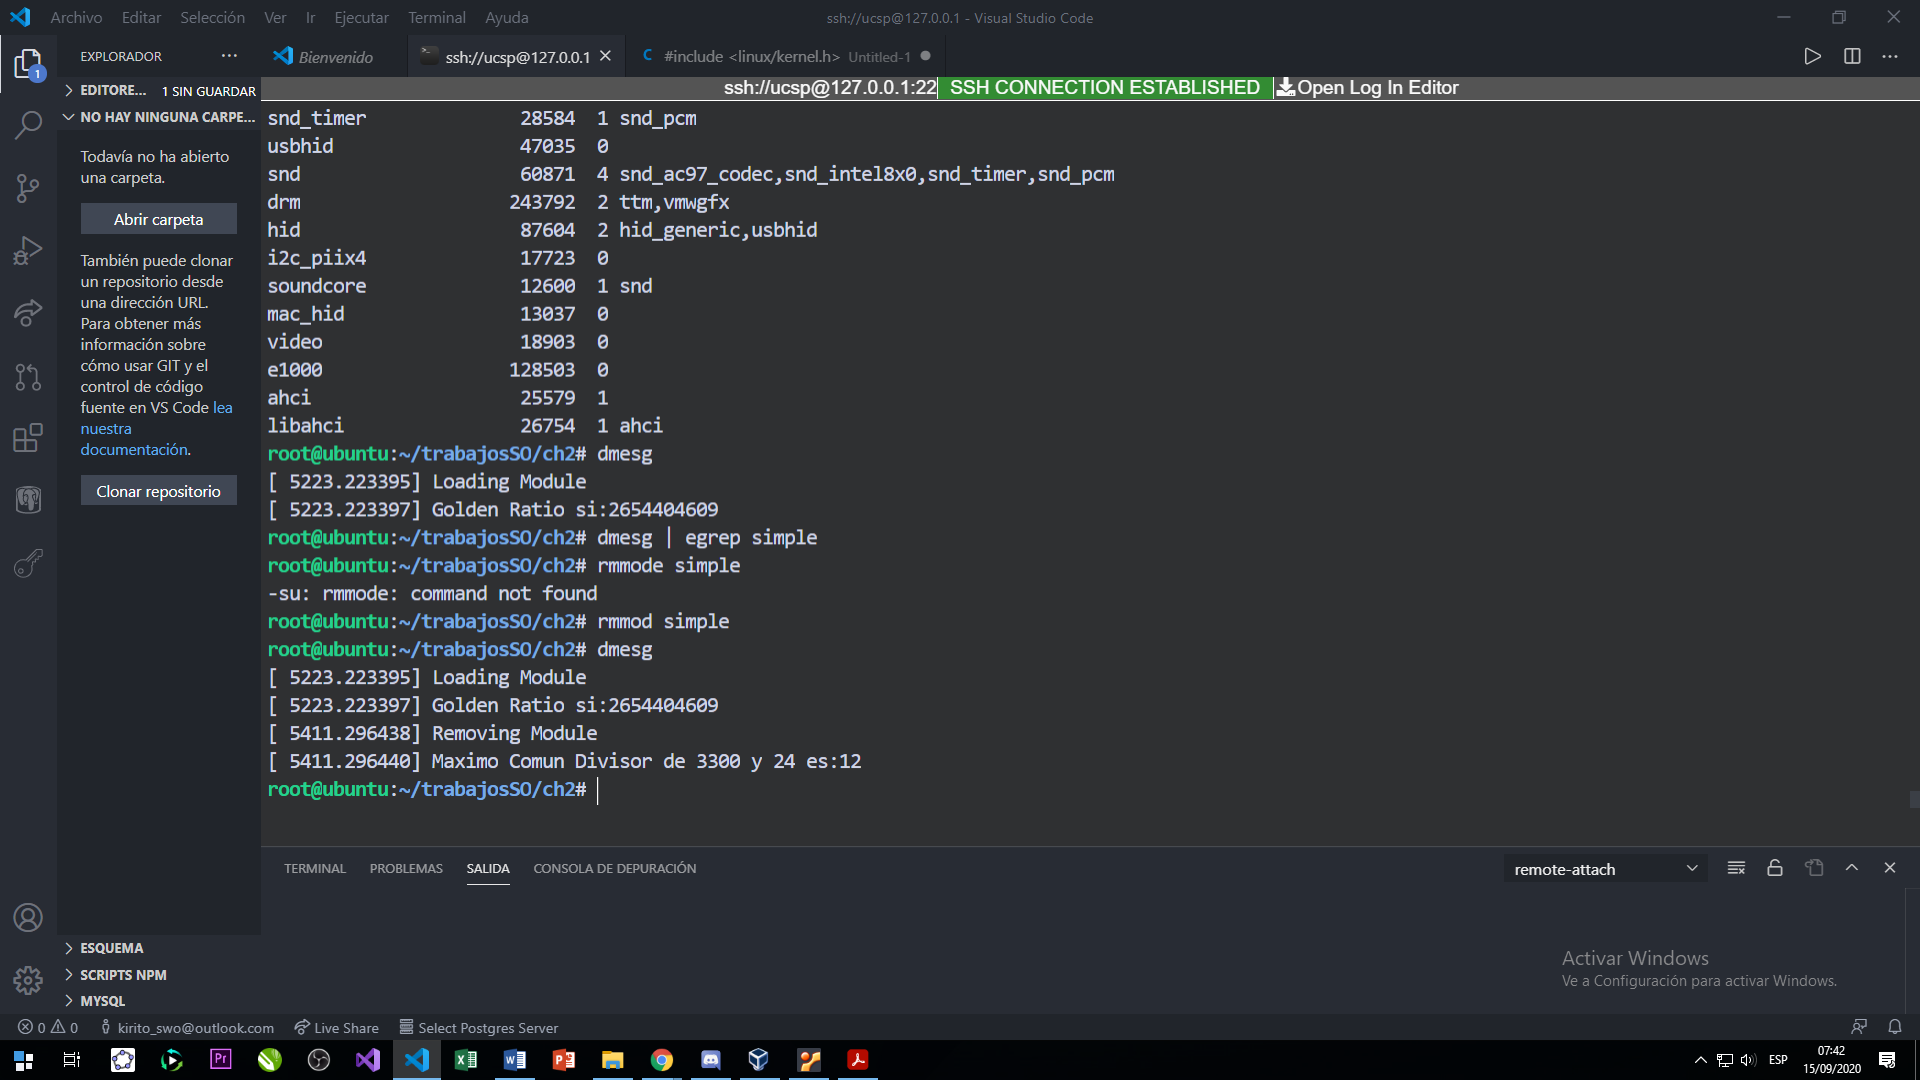 Archivo Editar Selección Ver Ir Ejecutar Terminal Ayuda
ssh://ucsp@127.0.0.1 - Visual Studio Code
EXPLORADOR
Bienvenido
ssh://ucsp@127.0.0.1
C #include <linux/kernel.h> Untitled-1
EDITORE... 1 SIN GUARDAR
ssh://ucsp@127.0.0.1:22 SSH CONNECTION ESTABLISHED Open Log In Editor
NO HAY NINGUNA CARPE...
Todavía no ha abierto
una carpeta.
Abrir carpeta
También puede clonar
un repositorio desde
una dirección URL.
Para obtener más
información sobre
cómo usar GIT y el
control de código
fuente en VS Code lea
nuestra
documentación.
Clonar repositorio
snd_timer 28584 1 snd_pcm
usbhid 47035 0
snd 60871 4 snd_ac97_codec,snd_intel8x0,snd_timer,snd_pcm
drm 243792 2 ttm,vmwgfx
hid 87604 2 hid_generic,usbhid
i2c_piix4 17723 0
soundcore 12600 1 snd
mac_hid 13037 0
video 18903 0
e1000 128503 0
ahci 25579 1
libahci 26754 1 ahci
root@ubuntu:~/trabajosSO/ch2# dmesg
[ 5223.223395] Loading Module
[ 5223.223397] Golden Ratio si:2654404609
root@ubuntu:~/trabajosSO/ch2# dmesg | egrep simple
root@ubuntu:~/trabajosSO/ch2# rmmode simple
-su: rmmode: command not found
root@ubuntu:~/trabajosSO/ch2# rmmod simple
root@ubuntu:~/trabajosSO/ch2# dmesg
[ 5223.223395] Loading Module
[ 5223.223397] Golden Ratio si:2654404609
[ 5411.296438] Removing Module
[ 5411.296440] Maximo Comun Divisor de 3300 y 24 es:12
root@ubuntu:~/trabajosSO/ch2#
TERMINAL PROBLEMAS SALIDA CONSOLA DE DEPURACIÓN
remote-attach
ESQUEMA
SCRIPTS NPM
MYSQL
Activar Windows
Ve a Configuración para activar Windows.
0 0 kirito_swo@outlook.com Live Share Select Postgres Server
1
Pr
ESP
07:42
15/09/2020